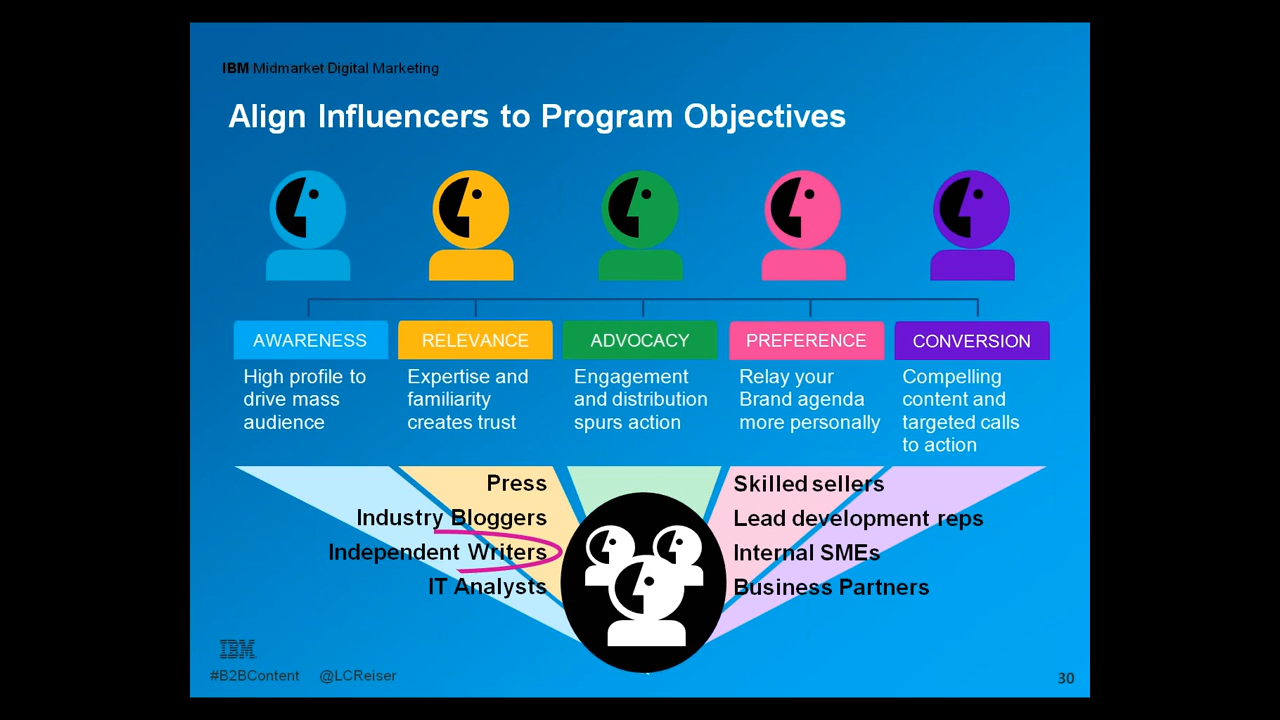 IBM Midmarket Digital Marketing
Align Influencers to Program Objectives
AWARENESS
High profile to
drive mass
audience
RELEVANCE
Expertise and
familiarity
creates trust
ADVOCACY
Engagement
and distribution
spurs action
PREFERENCE
Relay your
Brand agenda
more personally
CONVERSION
Compelling
content and
targeted calls
to action
Press
Industry Bloggers
Independent Writers
IT Analysts
Skilled sellers
Lead development reps
Internal SMEs
Business Partners
IBM
#B2BContent @LCReiser
30